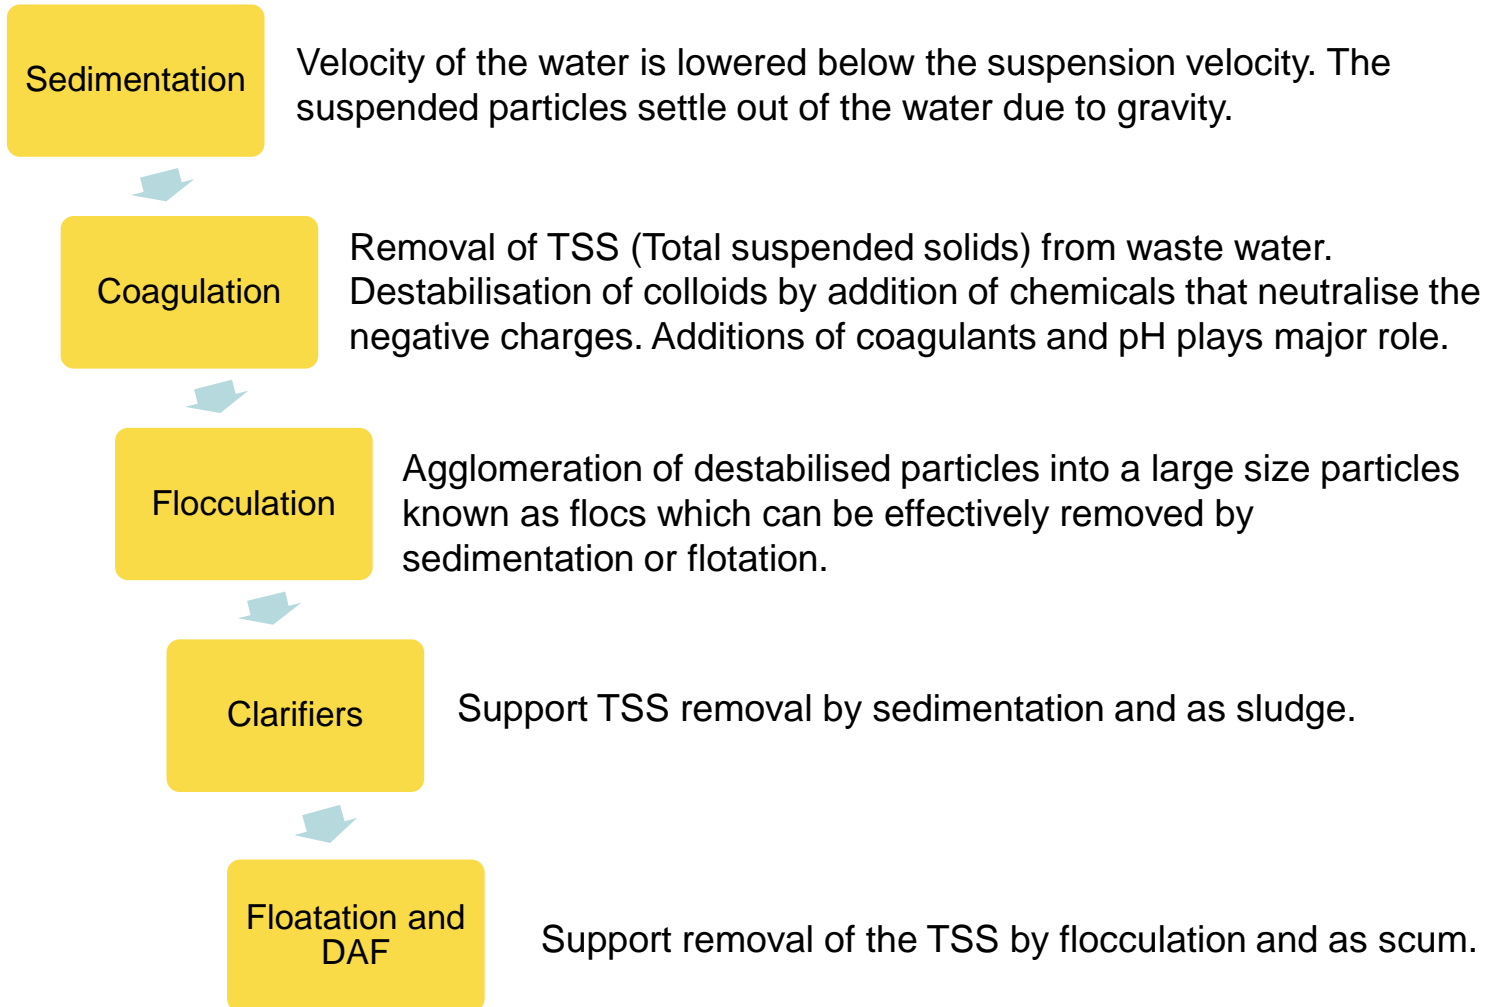 Sedimentation
Velocity of the water is lowered below the suspension velocity. The
suspended particles settle out of the water due to gravity.
Coagulation
Removal of TSS (Total suspended solids) from waste water.
Destabilisation of colloids by addition of chemicals that neutralise the
negative charges. Additions of coagulants and pH plays major role.
Flocculation
Agglomeration of destabilised particles into a large size particles
known as flocs which can be effectively removed by
sedimentation or flotation.
Clarifiers
Support TSS removal by sedimentation and as sludge.
Floatation and
DAF
Support removal of the TSS by flocculation and as scum.